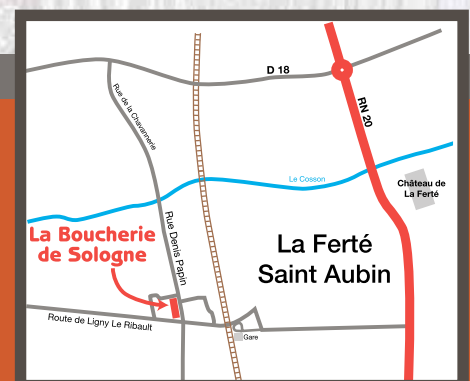 D 18
Rue de la Chavannerie
RN 20
Le Cosson
Château de
La Ferté
Rue Denis Papin
La Boucherie
de Sologne
La Ferté
Saint Aubin
Route de Ligny Le Ribault
Gare